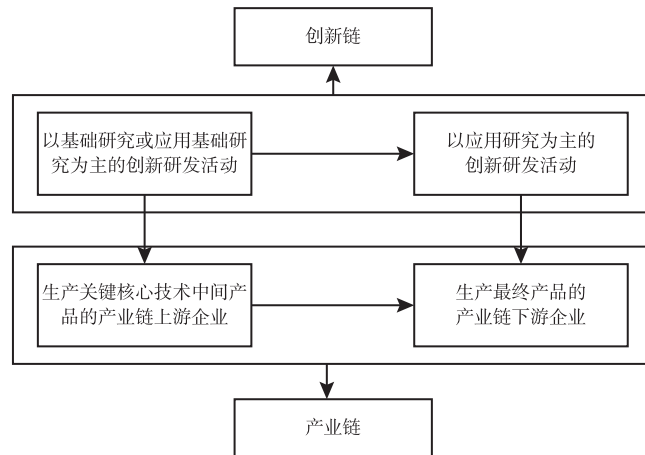 创新链
以基础研究或应用基础研
究为主的创新研发活动
以应用研究为主的
创新研发活动
生产关键核心技术中间产
品的产业链上游企业
生产最终产品的
产业链下游企业
产业链